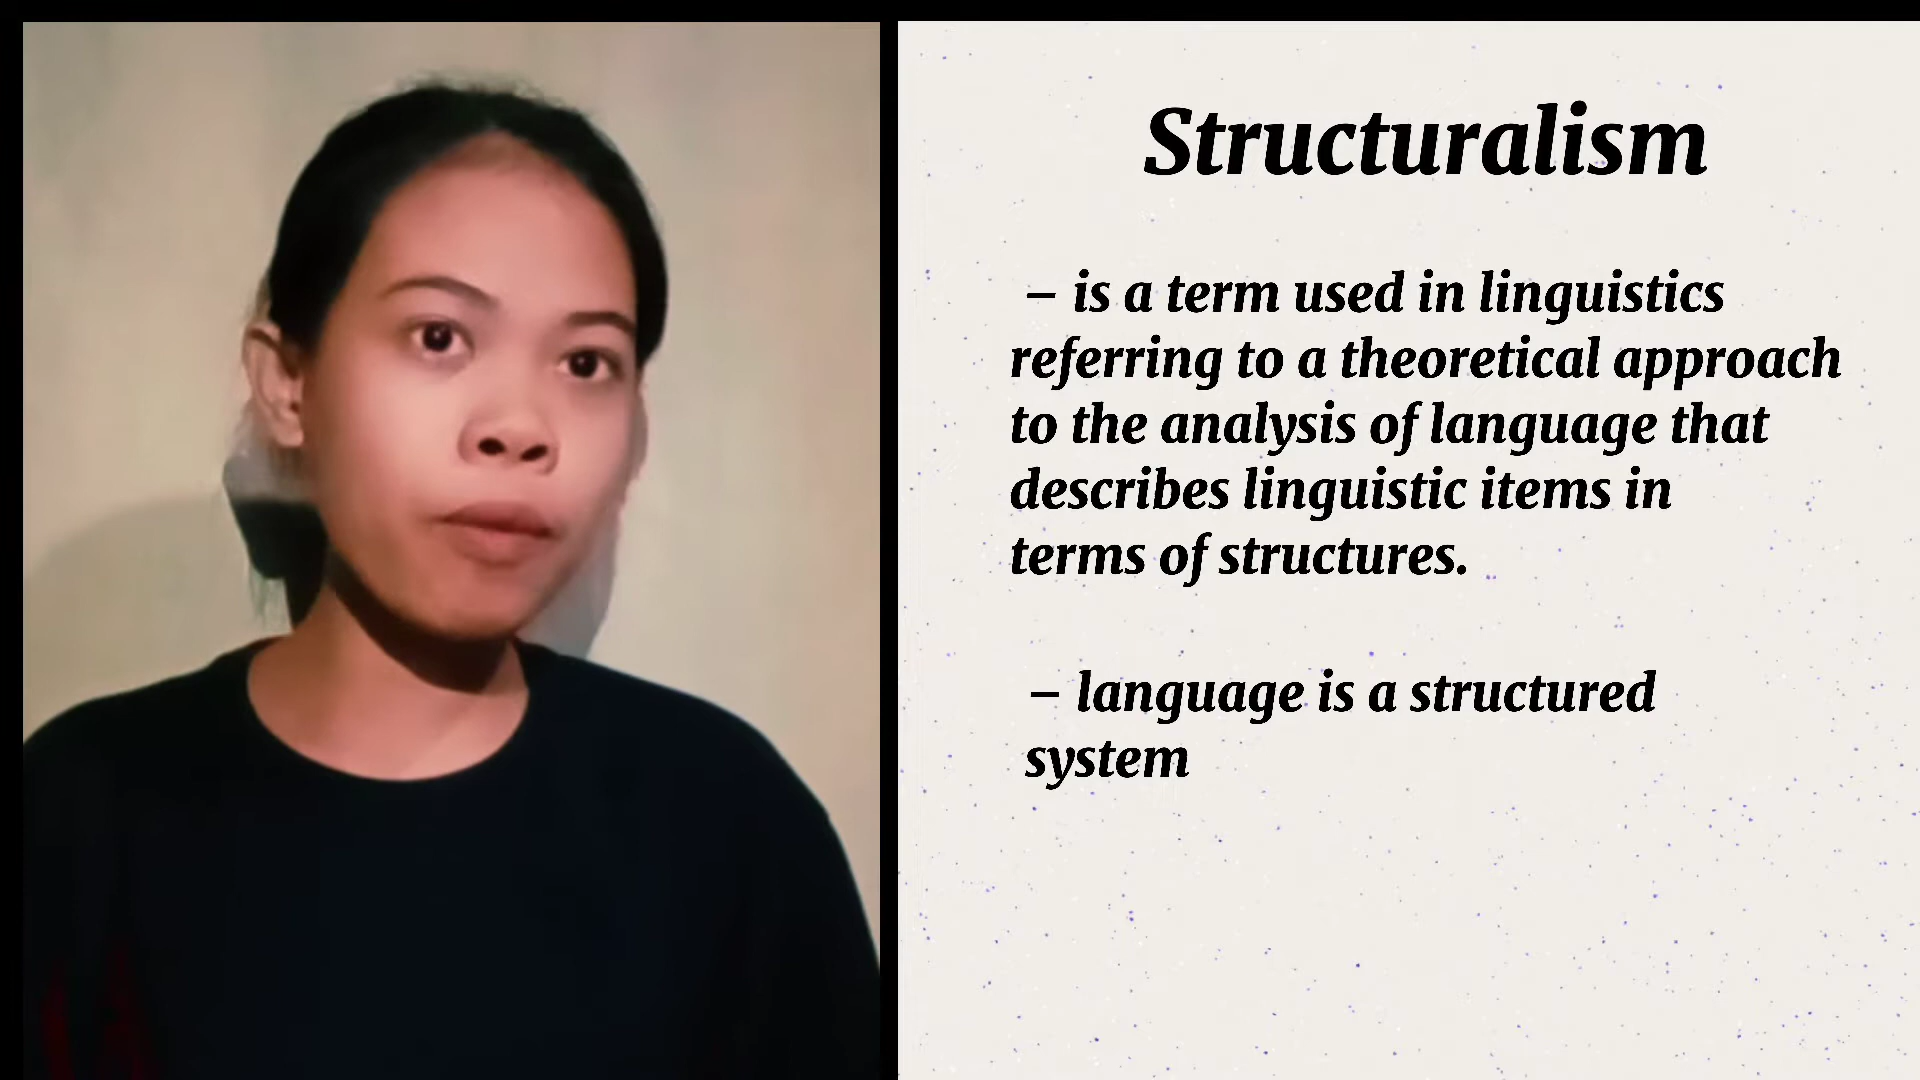 Structuralism
– is a term used in linguistics
referring to a theoretical approach
to the analysis of language that
describes linguistic items in
terms of structures.
– language is a structured
system